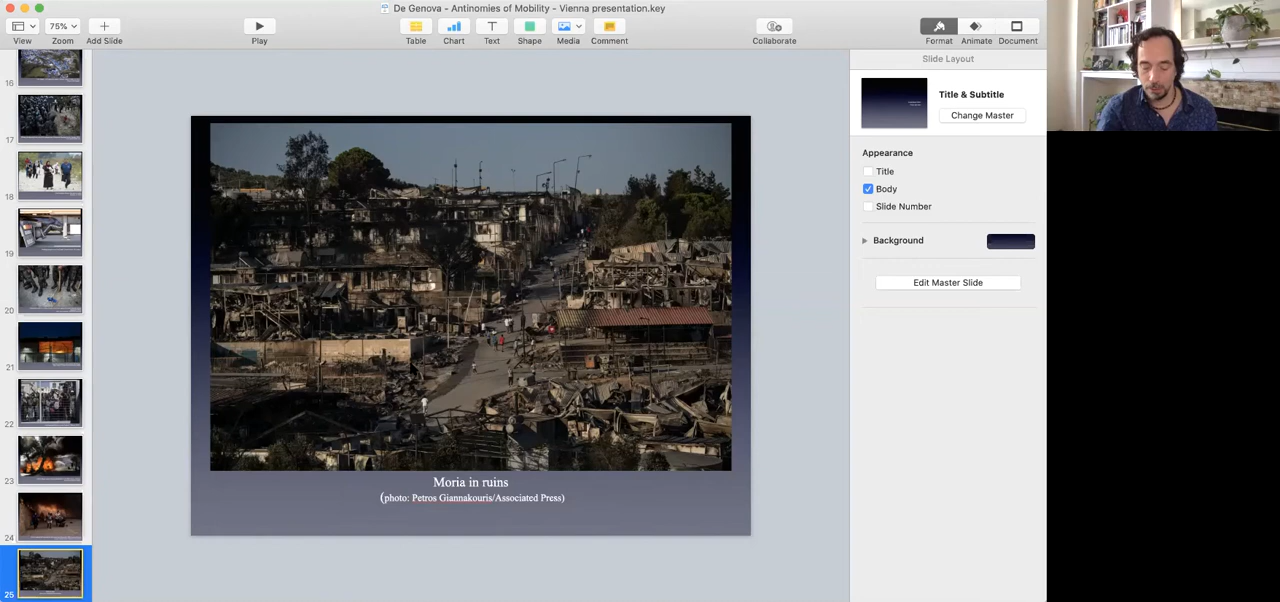 De Genova - Antinomies of Mobility - Vienna presentation.key
75%
View
Zoom
Add Slide
Play
Table
Chart
Text
Shape
Media
Comment
Collaborate
Format
Animate
Document
Slide Layout
Title & Subtitle
Change Master
Appearance
Title
Body
Slide Number
Background
Edit Master Slide
16
17
18
19
20
21
22
23
24
25
Moria in ruins
(photo: Petros Giannakouris/Associated Press)